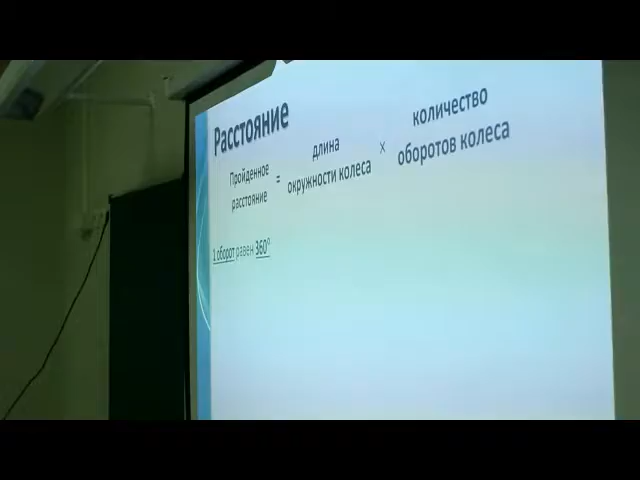 Расстояние
Пройденное
расстояние
=
длина
окружности колеса
x
количество
оборотов колеса
1 оборот равен 360°